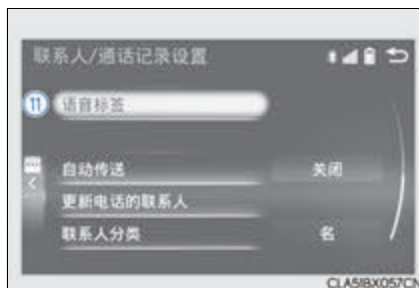 联系人/通话记录设置
11 语音标签
自动传送 关闭
更新电话的联系人
联系人分类 名
CLA5IBX057CN